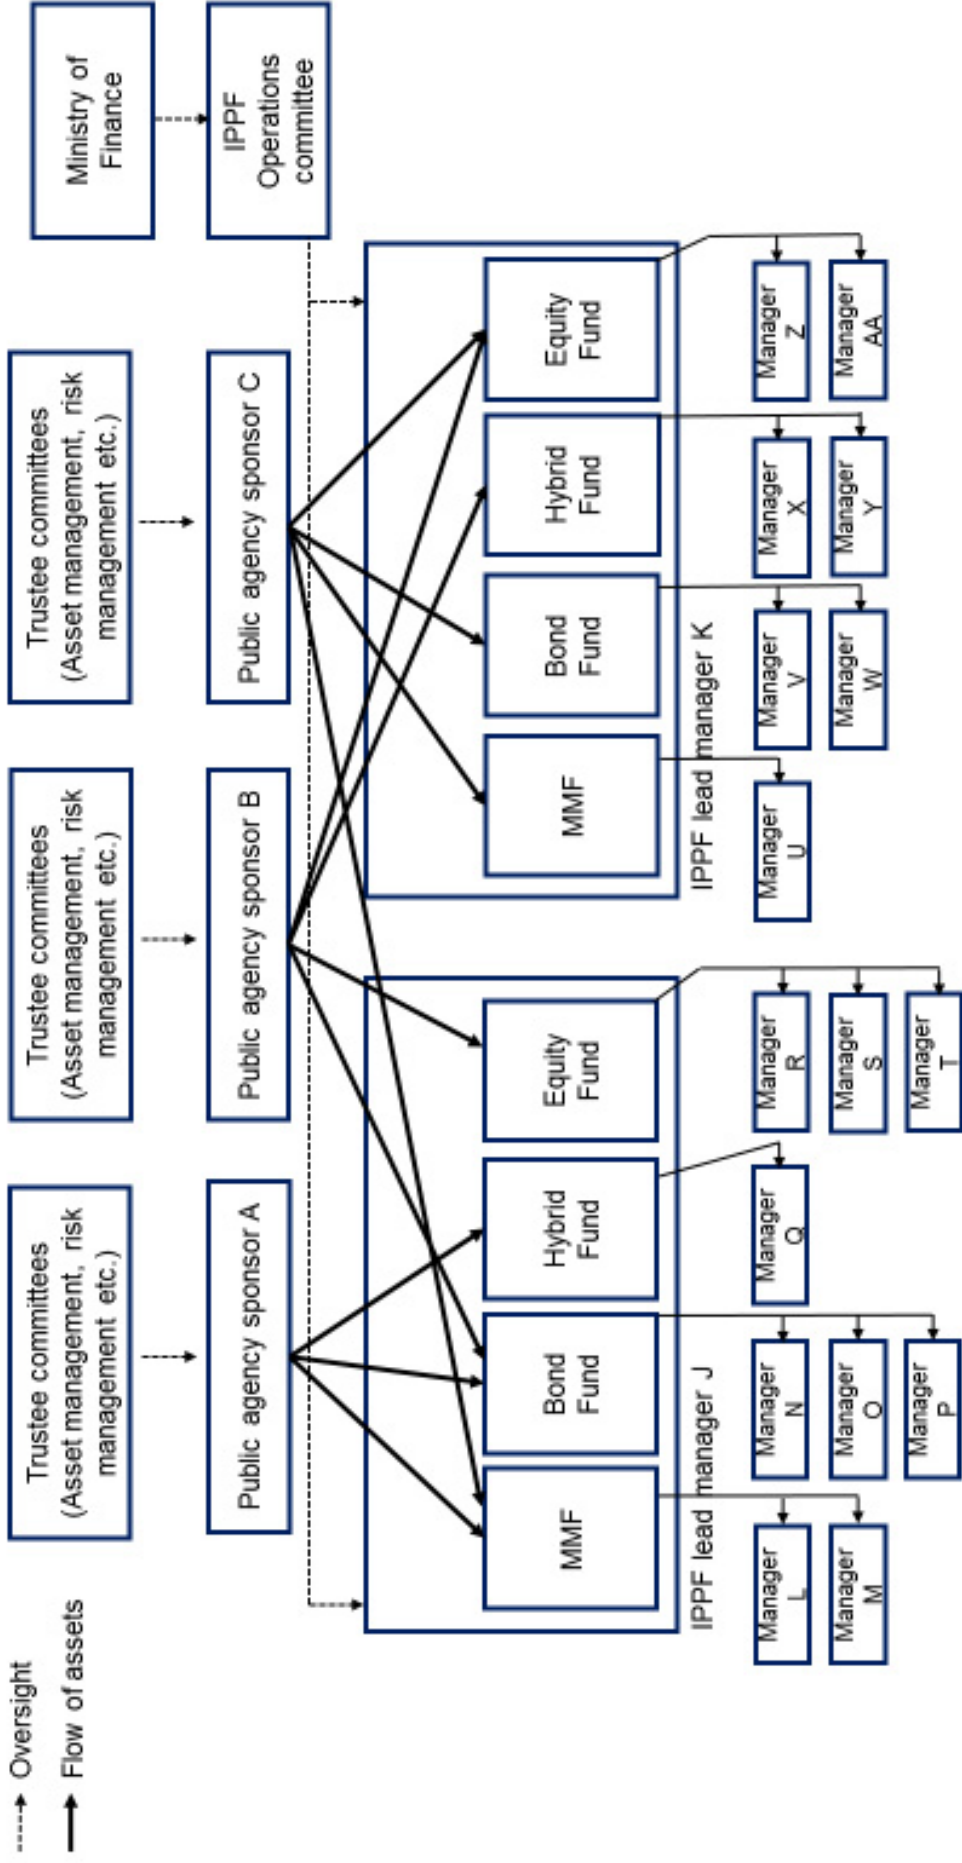 Oversight
Flow of assets
Trustee committees
(Asset management, risk
management etc.)
Trustee committees
(Asset management, risk
management etc.)
Trustee committees
(Asset management, risk
management etc.)
Ministry of
Finance
Public agency sponsor A
Public agency sponsor B
Public agency sponsor C
IPPF
Operations
committee
MMF
Bond
Fund
Hybrid
Fund
Equity
Fund
MMF
Bond
Fund
Hybrid
Fund
Equity
Fund
IPPF lead manager J
IPPF lead manager K
Manager
L
Manager
M
Manager
N
Manager
O
Manager
P
Manager
Q
Manager
R
Manager
S
Manager
T
Manager
U
Manager
V
Manager
W
Manager
X
Manager
Y
Manager
Z
Manager
AA